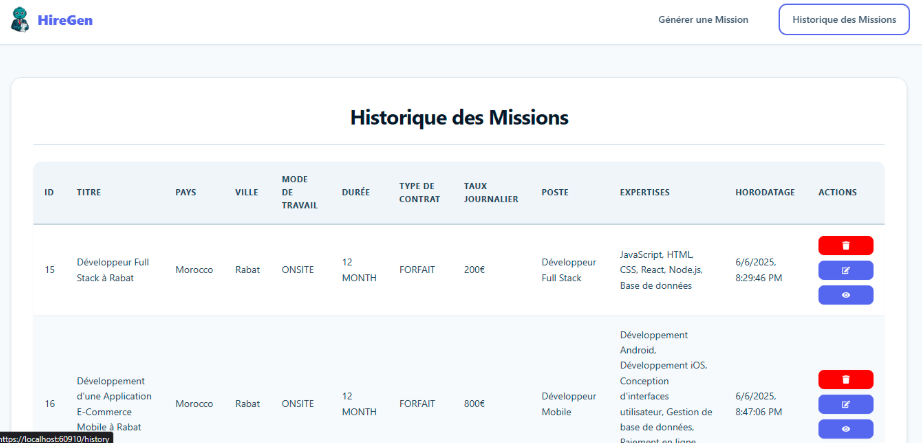 HireGen
Générer une Mission
Historique des Missions
Historique des Missions
ID
TITRE
PAYS
VILLE
MODE
DE
TRAVAIL
DURÉE
TYPE DE
CONTRAT
TAUX
JOURNALIER
POSTE
EXPERTISES
HORODATAGE
ACTIONS
15
Développeur Full
Stack à Rabat
Morocco
Rabat
ONSITE
12
MONTH
FORFAIT
200€
Développeur
Full Stack
JavaScript, HTML,
CSS, React, Node.js,
Base de données
6/6/2025,
8:29:46 PM
16
Développement
d'une Application
E-Commerce
Mobile à Rabat
Morocco
Rabat
ONSITE
12
MONTH
FORFAIT
800€
Développeur
Mobile
Développement
Android,
Développement iOS,
Conception
d'interfaces
utilisateur, Gestion de
base de données,
Paiement en ligne
6/6/2025,
8:47:06 PM
https://localhost:60910/history